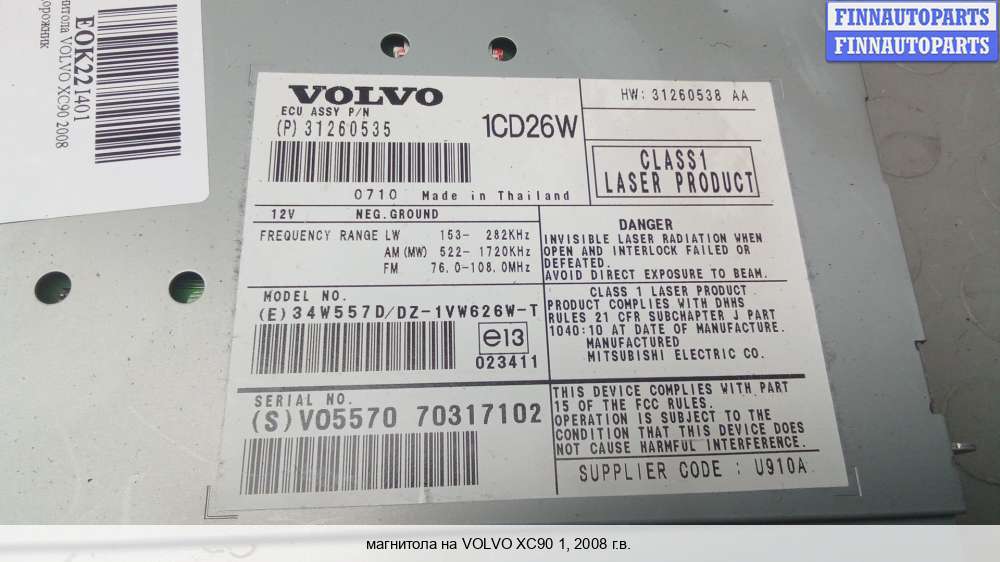 FINNAUTOPARTS
FINNAUTOPARTS
EOK221401
магнитола VOLVO XC90 2008
VOLVO
ECU ASSY P/N
(P) 31260535
1CD26W
0710 Made in Thailand
HW: 31260538 AA
CLASS1
LASER PRODUCT
12V NEG. GROUND
FREQUENCY RANGE LW 153- 282KHz
AM (MW) 522- 1720KHz
FM 76.0-108.0MHz
DANGER
INVISIBLE LASER RADIATION WHEN
OPEN AND INTERLOCK FAILED OR
DEFEATED.
AVOID DIRECT EXPOSURE TO BEAM.
MODEL NO.
(E) 34W557D/DZ-1VW626W-T
e13
023411
CLASS 1 LASER PRODUCT
PRODUCT COMPLIES WITH DHHS
RULES 21 CFR SUBCHAPTER J PART
1040:10 AT DATE OF MANUFACTURE.
MANUFACTURED
MITSUBISHI ELECTRIC CO.
SERIAL NO.
(S) VO5570 70317102
THIS DEVICE COMPLIES WITH PART
15 OF THE FCC RULES.
OPERATION IS SUBJECT TO THE
CONDITION THAT THIS DEVICE DOES
NOT CAUSE HARMFUL INTERFERENCE.
SUPPLIER CODE : U910A
магнитола на VOLVO XC90 1, 2008 г.в.